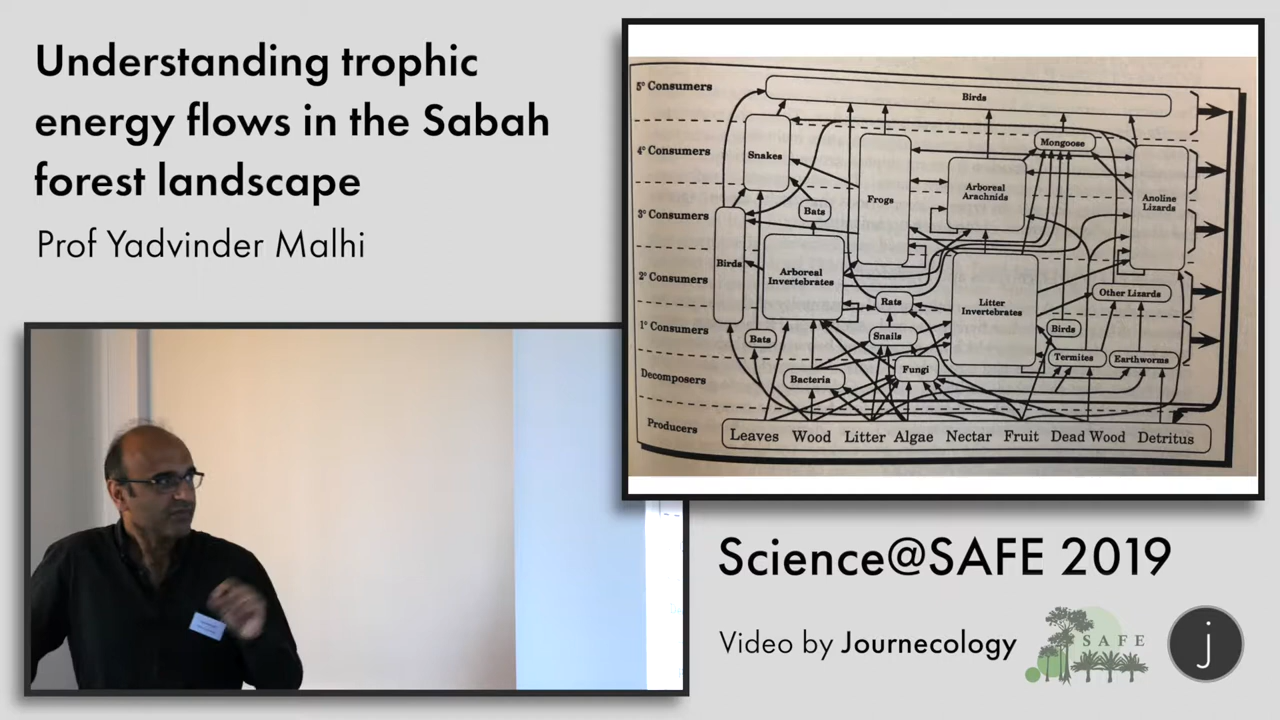 Understanding trophic
energy flows in the Sabah
forest landscape
Prof Yadvinder Malhi
5° Consumers
Birds
4° Consumers
Snakes
Mongoose
Frogs
Arboreal
Arachnids
Anoline
Lizards
3° Consumers
Bats
Birds
2° Consumers
Arboreal
Invertebrates
Rats
Litter
Invertebrates
Other Lizards
1° Consumers
Bats
Snails
Birds
Termites
Earthworms
Decomposers
Bacteria
Fungi
Producers
Leaves Wood Litter Algae Nectar Fruit Dead Wood Detritus
Science@SAFE 2019
Video by Journecology
SAFE
j